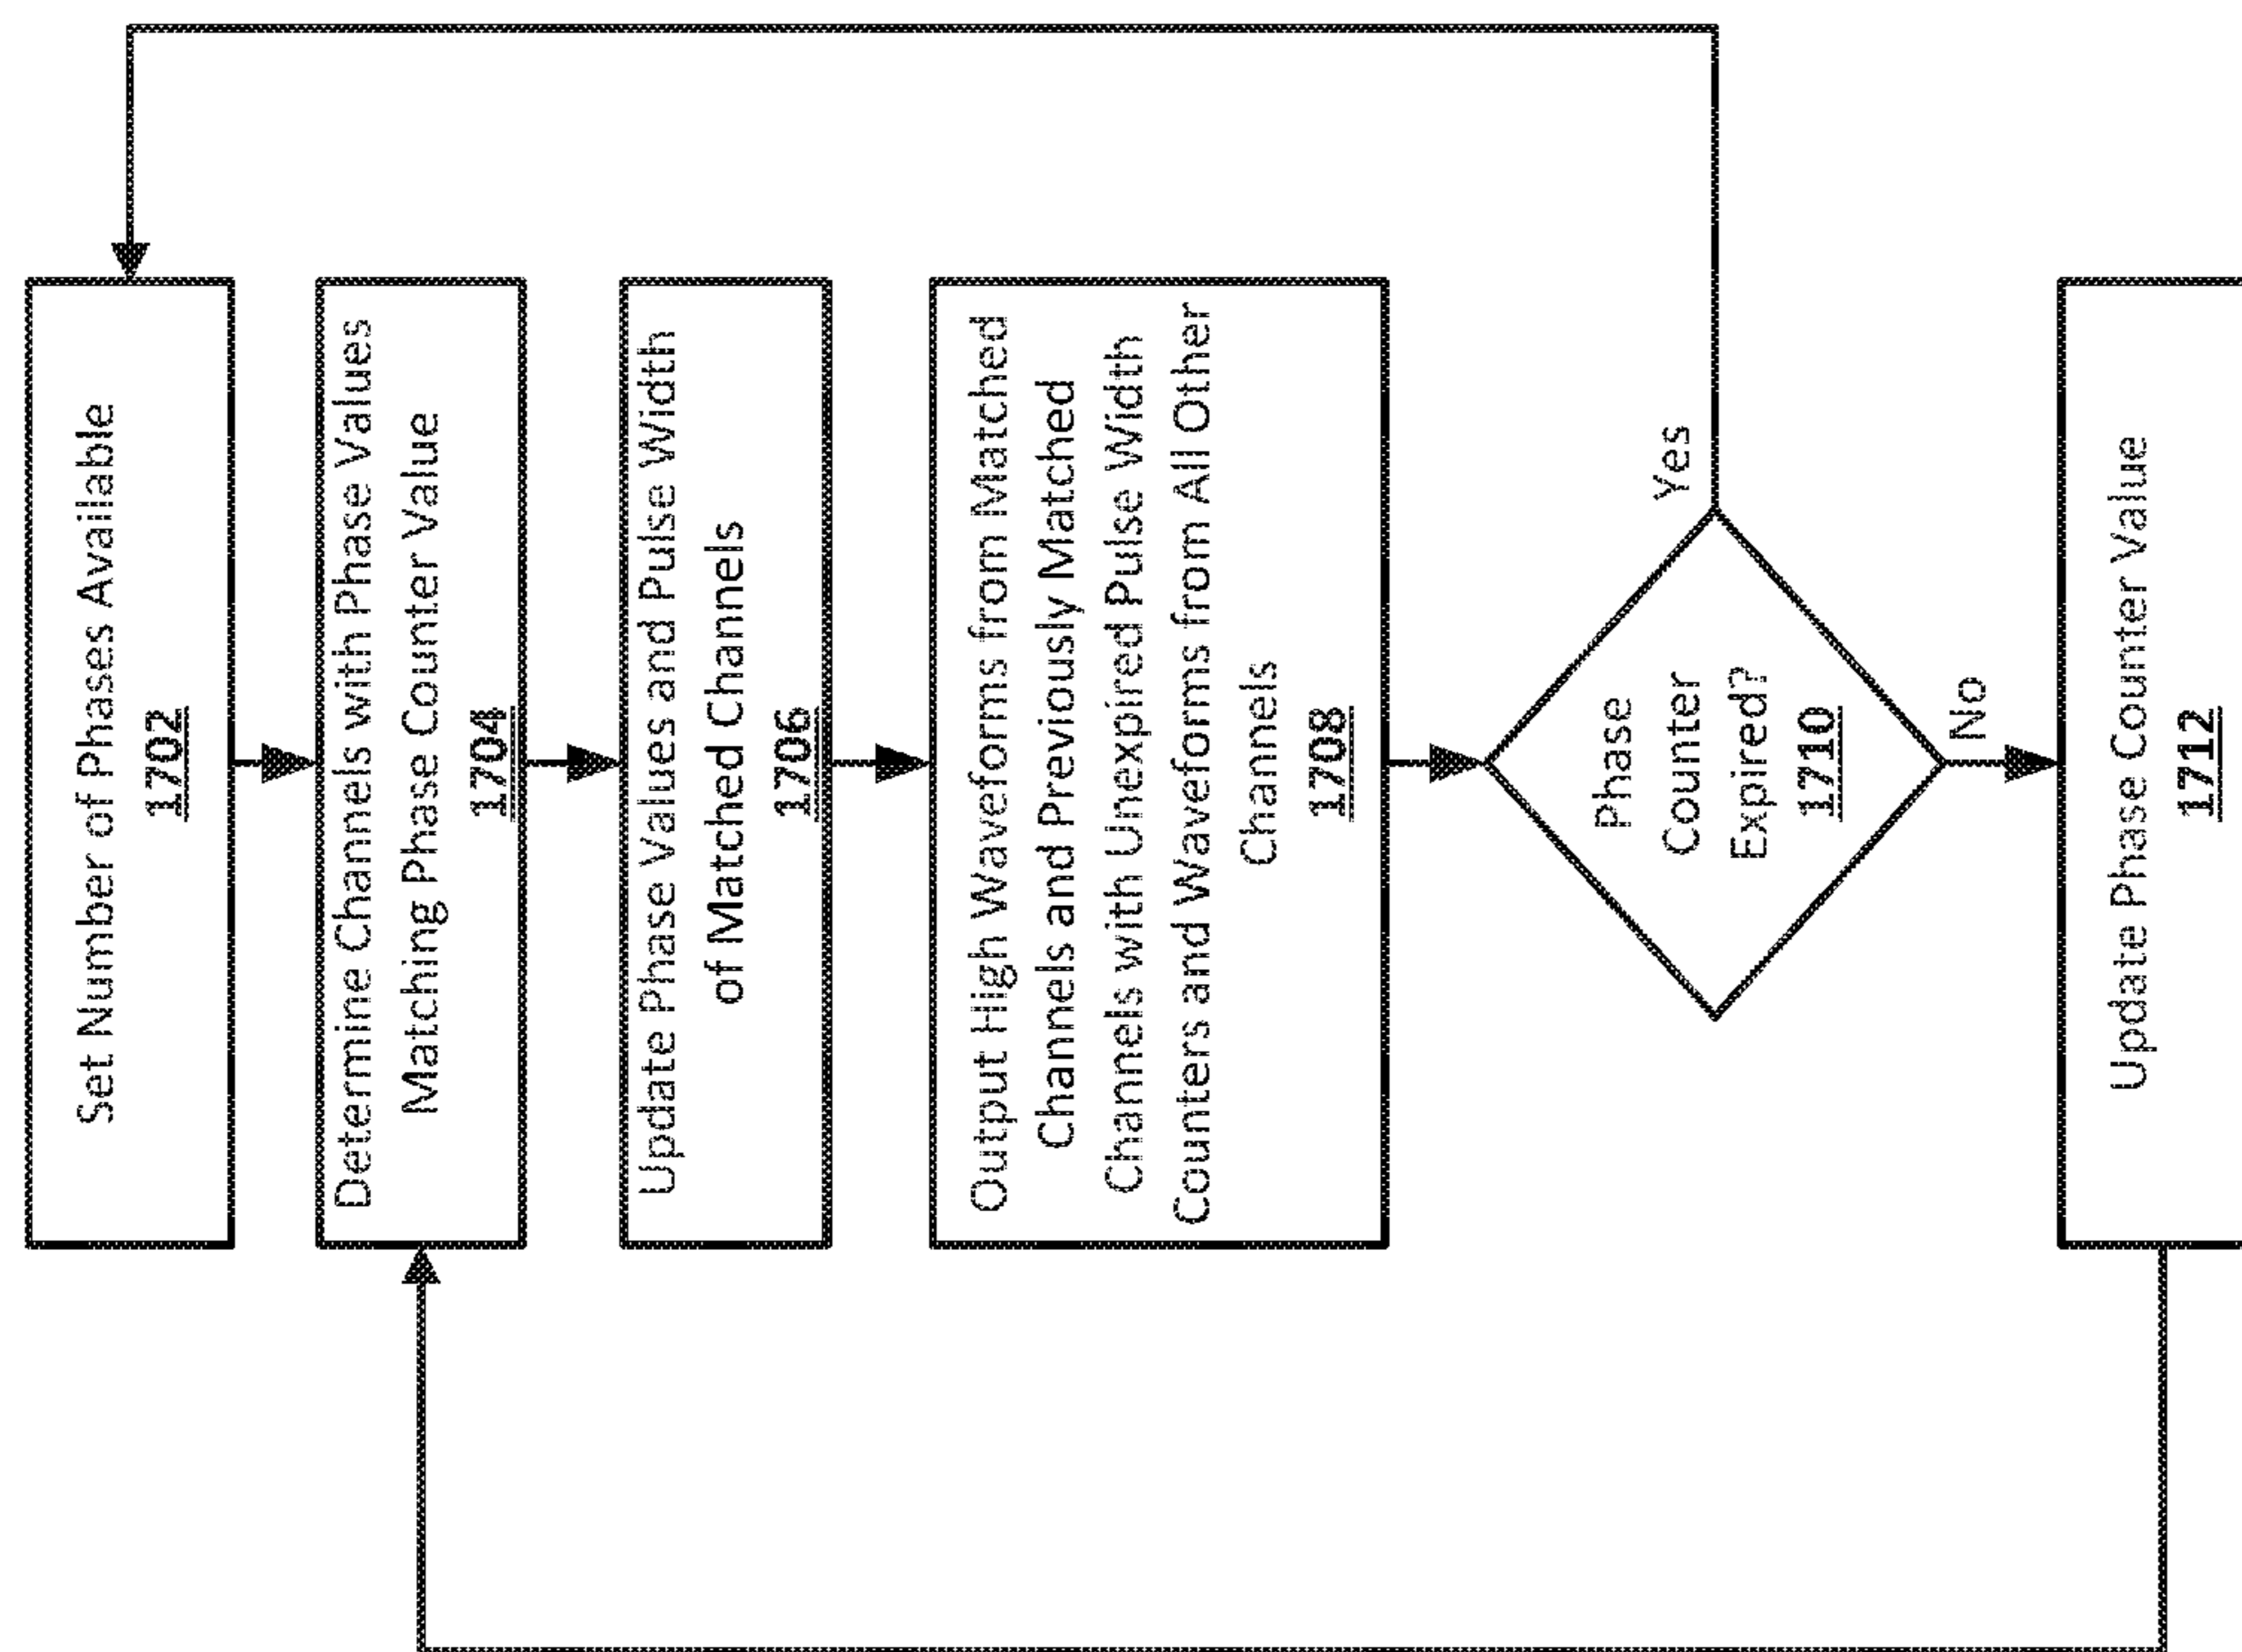 Set Number of Phases Available
1702
Determine Channels with Phase Values
Matching Phase Counter Value
1704
Update Phase Values and Pulse Width
of Matched Channels
1706
Output High Waveforms from Matched
Channels and Previously Matched
Channels with Unexpired Pulse Width
Counters and Waveforms from All Other
Channels
1708
Phase
Counter
Expired?
1710
Yes
No
Update Phase Counter Value
1712